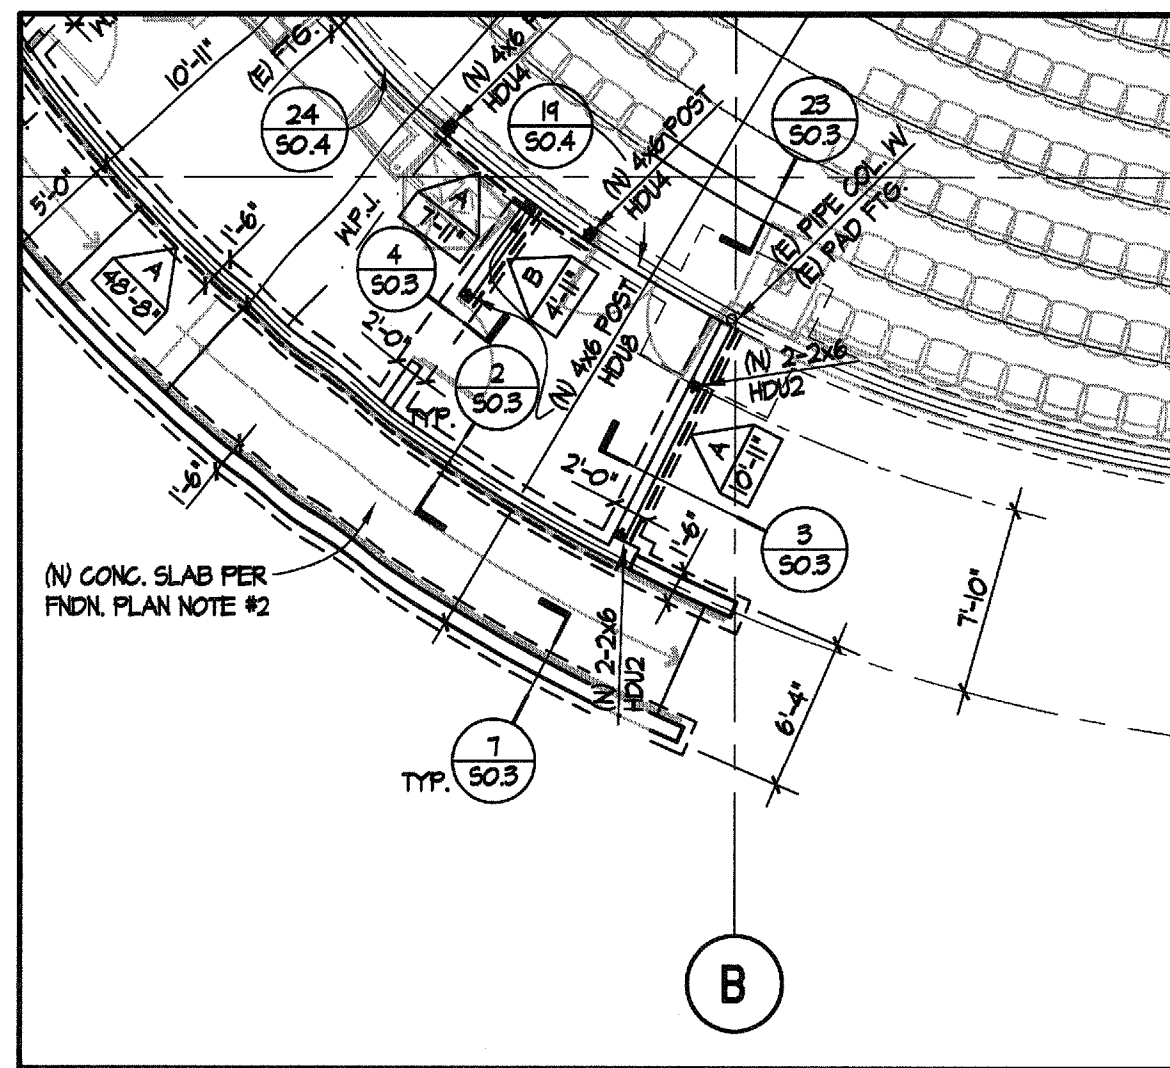 10'-11"
(E) FTG.
(N) 4x6
HDU4
24
S0.4
19
S0.4
23
S0.3
(N) 4x6 POST
HDU4
(E) PIPE COL. W/
(E) PAD FTG.
5'-0"
1'-6"
W.P.J.
A
7'-11"
A
48'-8"
4
S0.3
B
4'-11"
2'-0"
(N) 4x6 POST
HDU8
2
S0.3
TYP.
(N) 2-2x6
HDU2
A
10'-11"
2'-0"
1'-6"
1'-6"
3
S0.3
(N) CONC. SLAB PER
FNDN. PLAN NOTE #2
7'-10"
(N) 2-2x6
HDU2
6'-4"
7
S0.3
TYP.
B